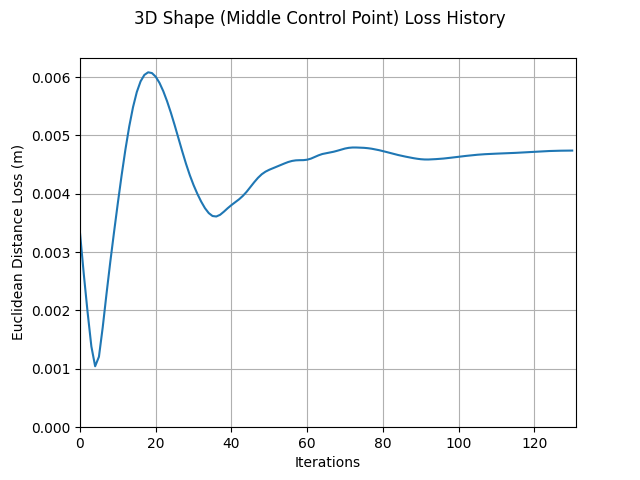 3D Shape (Middle Control Point) Loss History
Euclidean Distance Loss (m)
0.006
0.005
0.004
0.003
0.002
0.001
0.000
0 20 40 60 80 100 120
Iterations